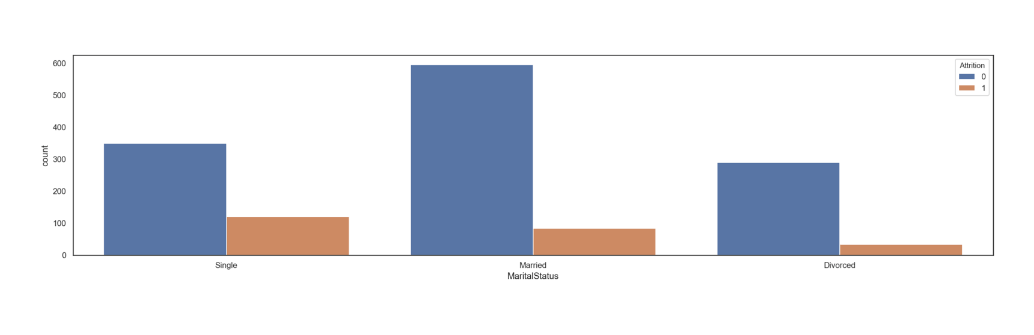 Attrition
0
1
600
500
400
300
200
100
0
count
Single
Married
Divorced
MaritalStatus